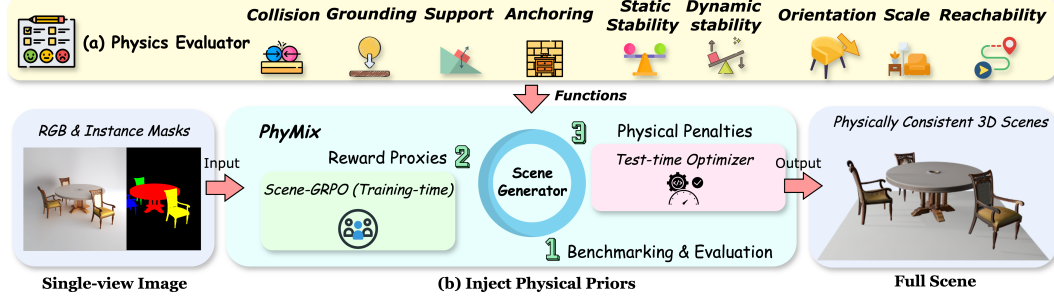 (a) Physics Evaluator
Collision
Grounding
Support
Anchoring
Static
Stability
Dynamic
stability
Orientation
Scale
Reachability
Functions
RGB & Instance Masks
Input
PhyMix
Reward Proxies 2
Scene-GRPO (Training-time)
Scene
Generator
3 Physical Penalties
Test-time Optimizer
1 Benchmarking & Evaluation
Output
Physically Consistent 3D Scenes
Single-view Image
(b) Inject Physical Priors
Full Scene